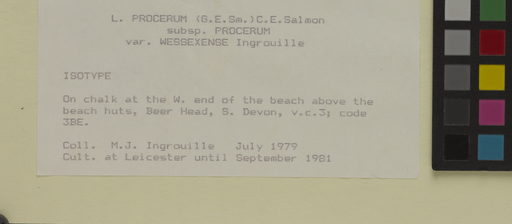 L. PROCERUM (S.E.Sm.)C.E.Salmon
subsp. PROCERUM
var. WESSEXENSE Ingrouille
ISOTYPE
On chalk at the W. end of the beach above the
beach huts, Beer Head, S. Devon, v.c.3; code
3BE.
Coll. M.J. Ingrouille July 1979
Cult. at Leicester until September 1981